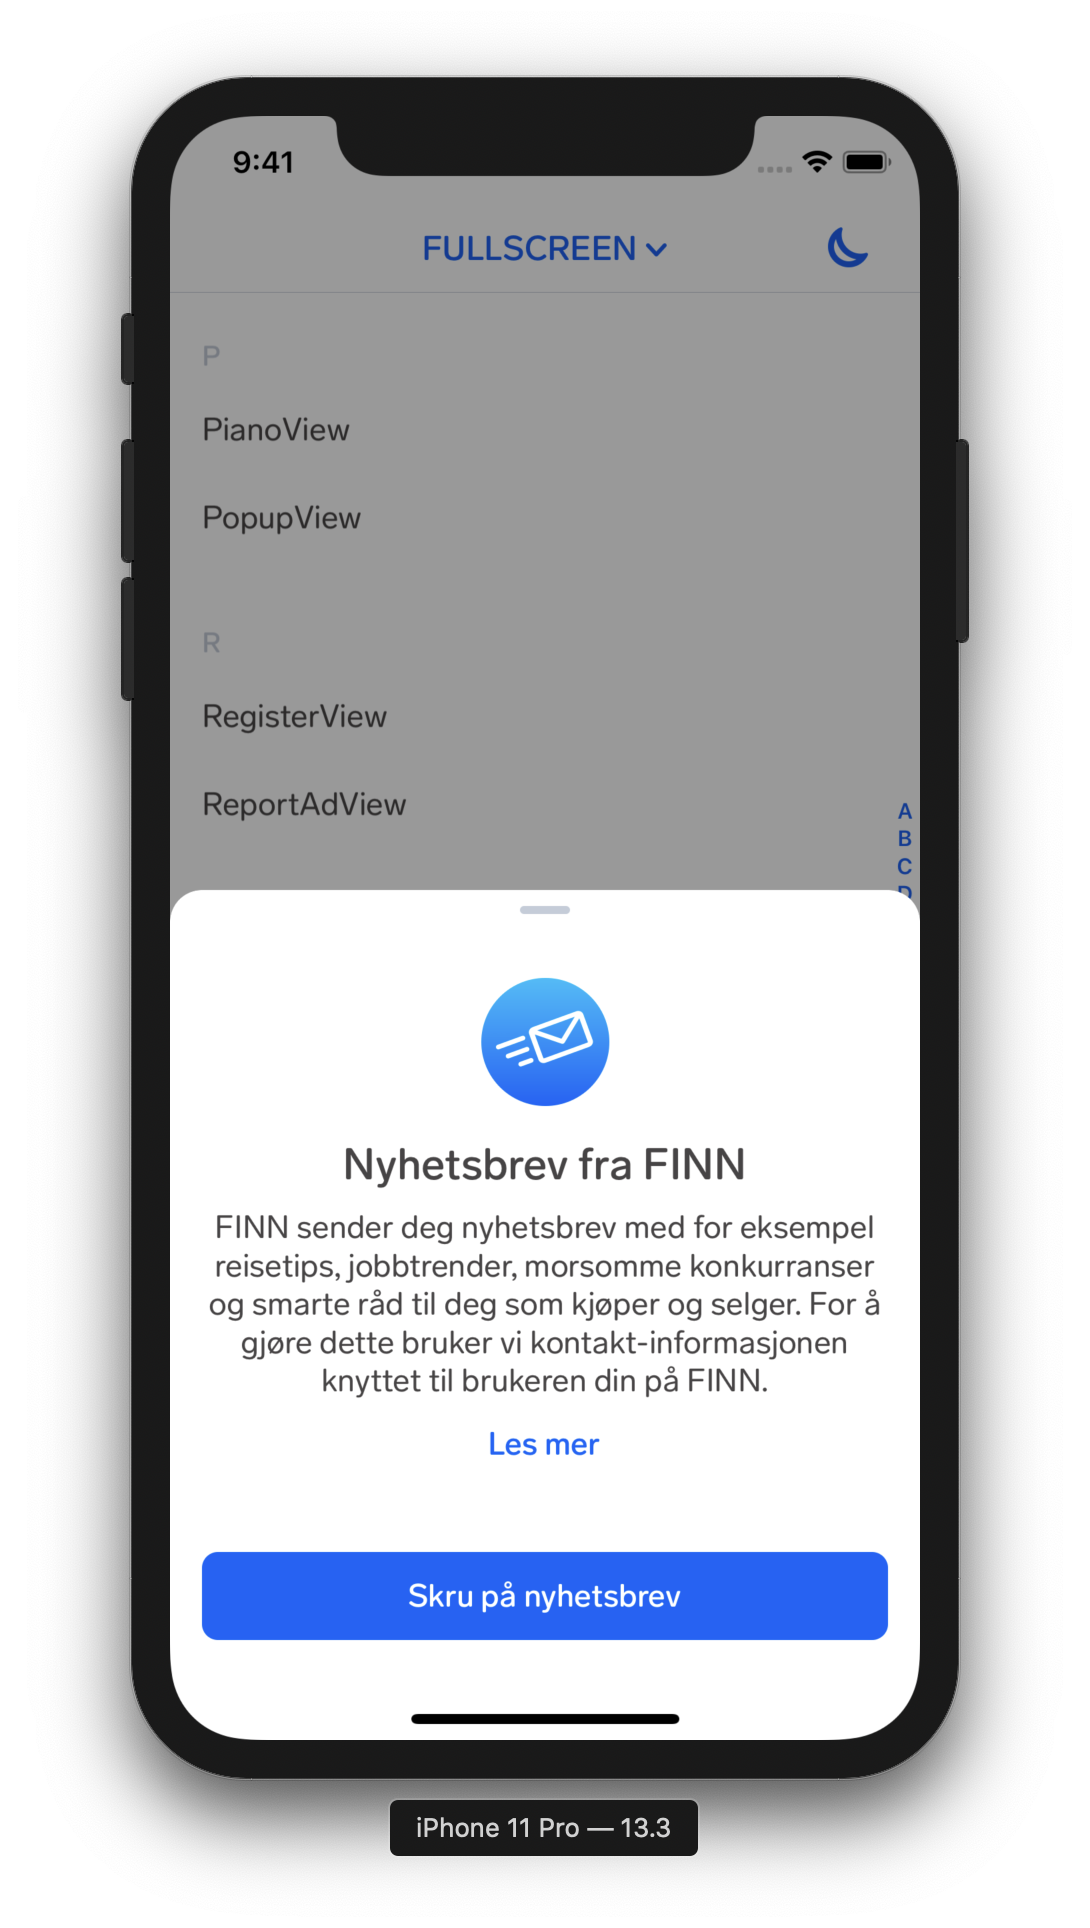 9:41
FULLSCREEN
P
PianoView
PopupView
R
RegisterView
ReportAdView
A
B
C
D
Nyhetsbrev fra FINN
FINN sender deg nyhetsbrev med for eksempel
reisetips, jobbtrender, morsomme konkurranser
og smarte råd til deg som kjøper og selger. For å
gjøre dette bruker vi kontakt-informasjonen
knyttet til brukeren din på FINN.
Les mer
Skru på nyhetsbrev
iPhone 11 Pro — 13.3